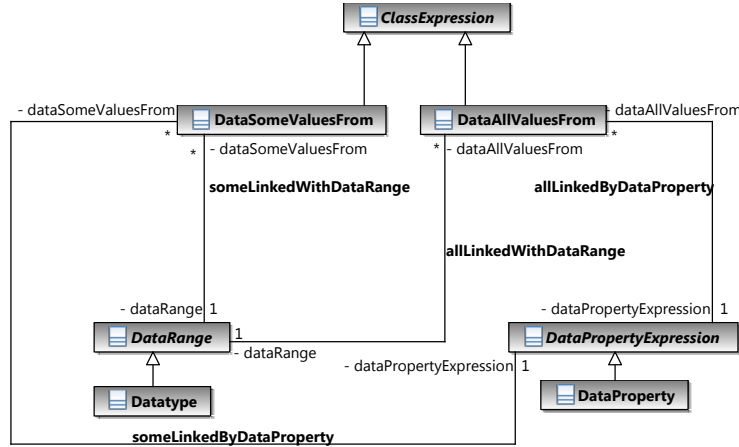 ClassExpression
- dataSomeValuesFrom
DataSomeValuesFrom
DataAllValuesFrom
- dataAllValuesFrom
*
*
*
- dataSomeValuesFrom
*
- dataAllValuesFrom
someLinkedWithDataRange
allLinkedByDataProperty
allLinkedWithDataRange
- dataRange
1
- dataPropertyExpression
1
DataRange
1
DataPropertyExpression
- dataRange
- dataPropertyExpression
1
Datatype
DataProperty
someLinkedByDataProperty